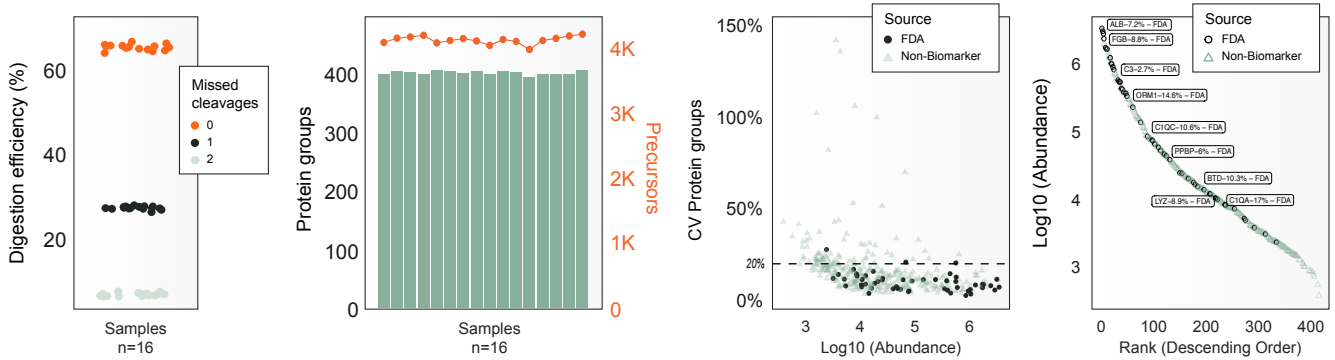 Digestion efficiency (%)
60
40
20
Missed
cleavages
0
1
2
Samples
n=16
Protein groups
400
300
200
100
0
4K
3K
2K
1K
0
Precursors
Samples
n=16
CV Protein groups
150%
100%
50%
20%
0%
Source
FDA
Non-Biomarker
3 4 5 6
Log10 (Abundance)
Log10 (Abundance)
6
5
4
3
Source
FDA
Non-Biomarker
ALB–7.2% – FDA
FGB–8.8% – FDA
C3–2.7% – FDA
ORM1–14.6% – FDA
C1QC–10.6% – FDA
PPBP–6% – FDA
BTD–10.3% – FDA
LYZ–8.9% – FDA
C1QA–17% – FDA
0 100 200 300 400
Rank (Descending Order)